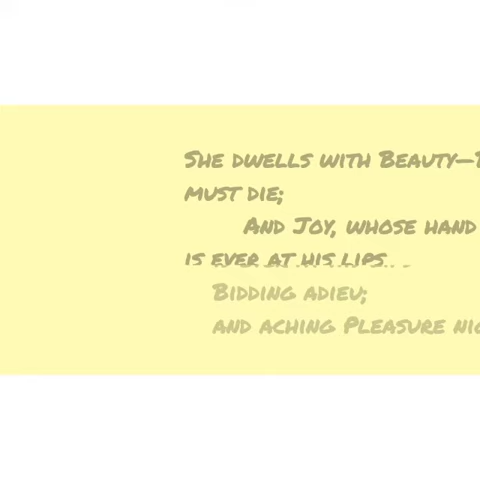 She dwells with Beauty—
must die;
And Joy, whose hand
is ever at his lips
Bidding adieu;
and aching Pleasure